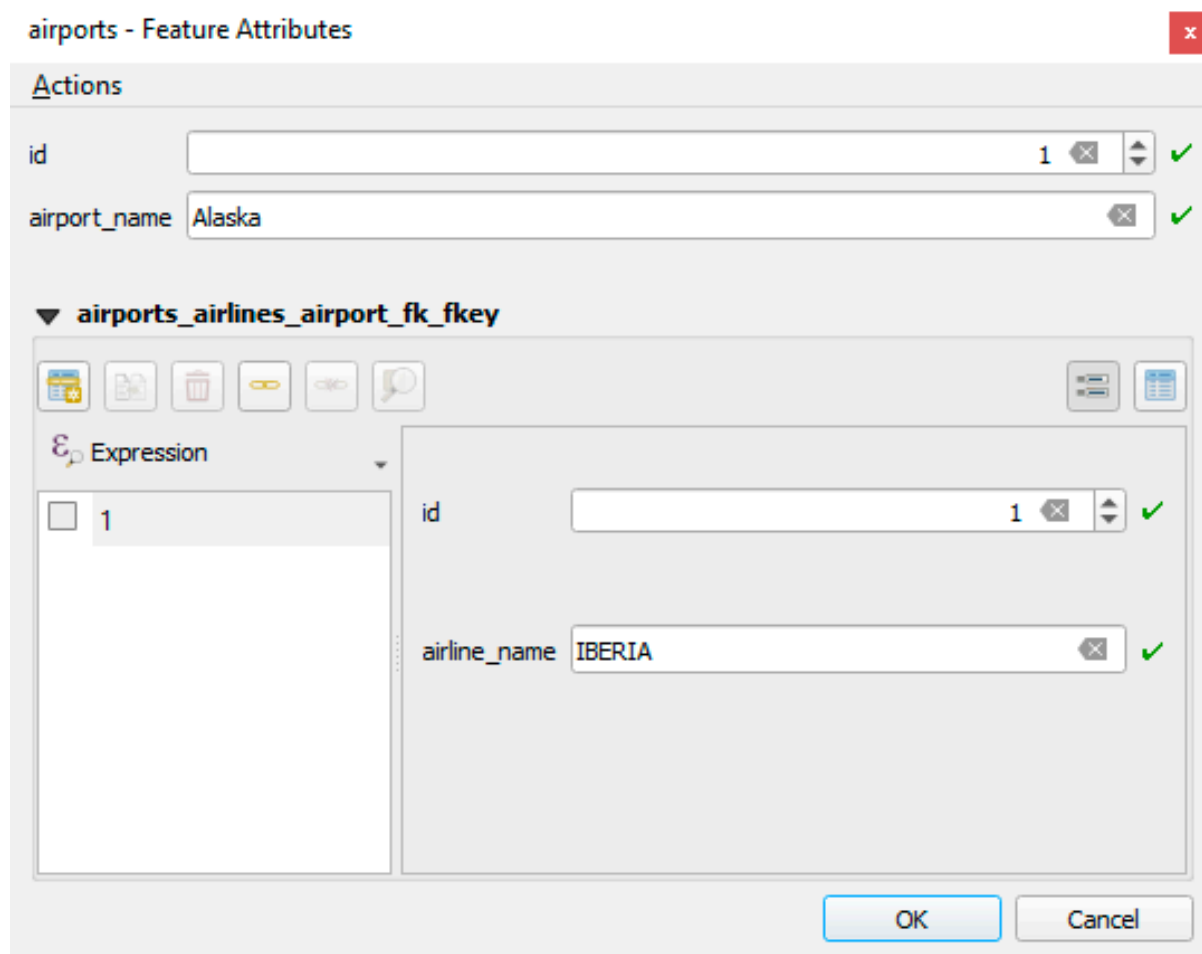 airports - Feature Attributes
x
Actions
id 1
airport_name Alaska
airports_airlines_airport_fk_fkey
ε Expression
1
id 1
airline_name IBERIA
OK Cancel